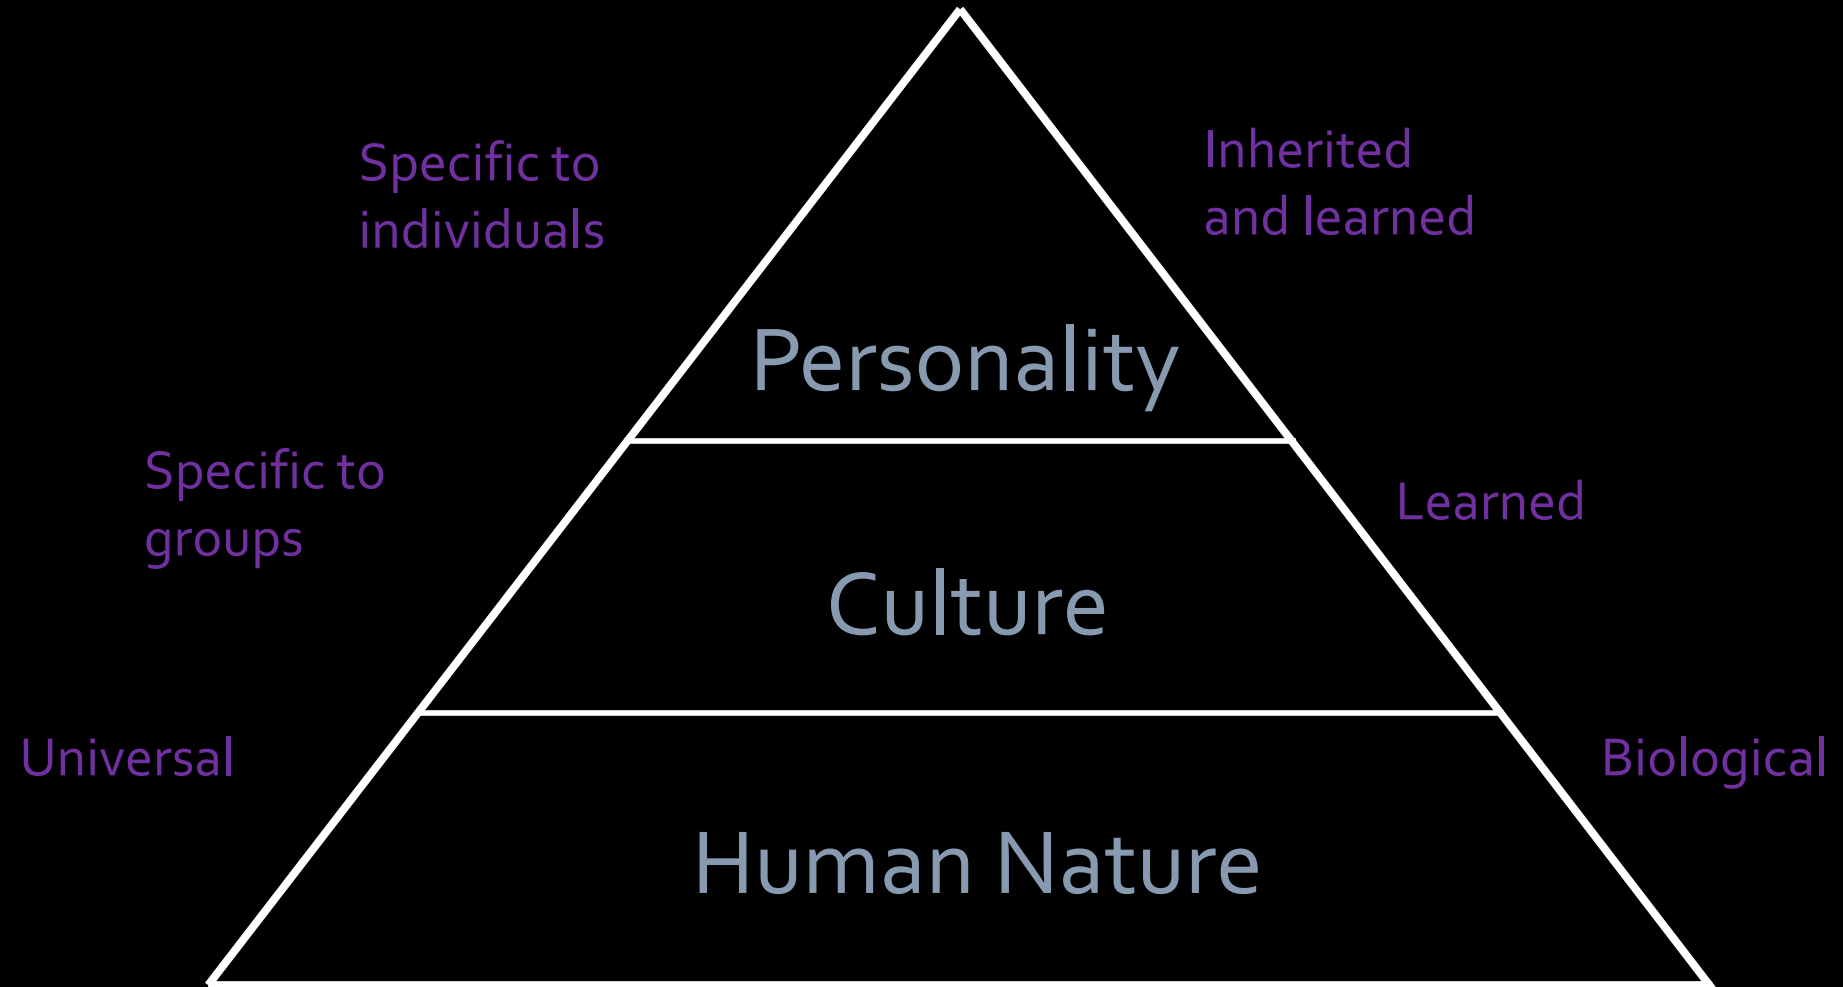 Specific to
individuals
Inherited
and learned
Personality
Specific to
groups
Learned
Culture
Universal
Biological
Human Nature